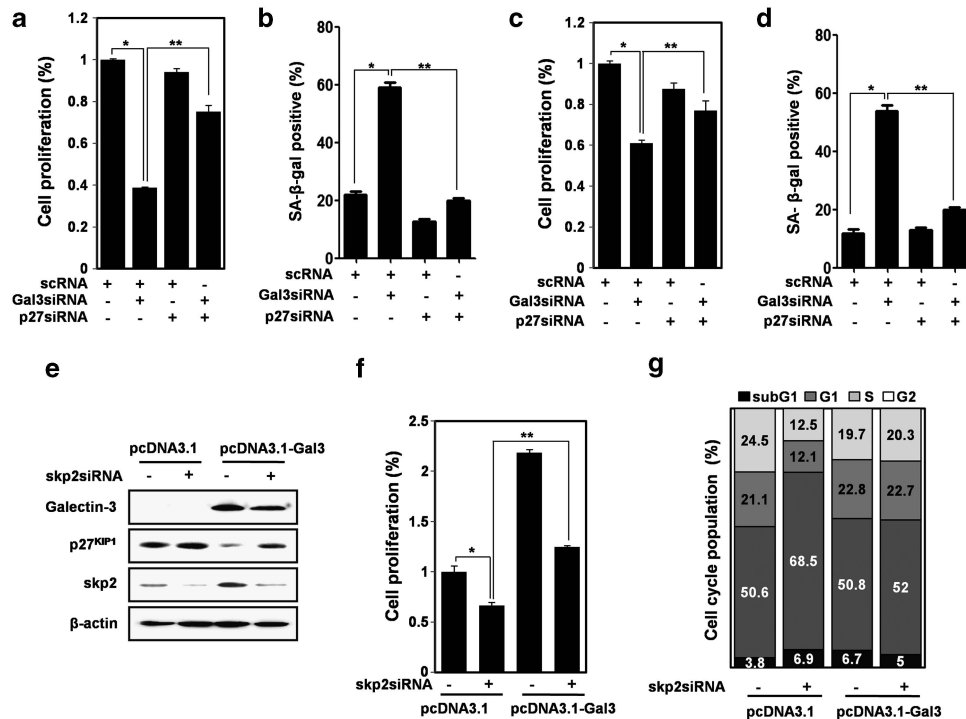 a
Cell proliferation (%)
1.2
1
0.8
0.6
0.4
0.2
0
* **
scRNA + + + -
Gal3siRNA - + - +
p27siRNA - - + +
b
SA-β-gal positive (%)
80
60
40
20
0
* **
scRNA + + + -
Gal3siRNA - + - +
p27siRNA - - + +
c
Cell proliferation (%)
1.2
1
0.8
0.6
0.4
0.2
0
* **
scRNA + + + -
Gal3siRNA - + - +
p27siRNA - - + +
d
SA- β-gal positive (%)
80
60
40
20
0
* **
scRNA + + + -
Gal3siRNA - + - +
p27siRNA - - + +
e
pcDNA3.1 pcDNA3.1-Gal3
skp2siRNA - + - +
Galectin-3
p27KIP1
skp2
β-actin
f
Cell proliferation (%)
2.5
2
1.5
1
0.5
0
* **
skp2siRNA - + - +
pcDNA3.1 pcDNA3.1-Gal3
g
subG1 G1 S G2
Cell cycle population (%)
24.5 12.5 19.7 20.3
21.1 12.1 22.8 22.7
50.6 68.5 50.8 52
3.8 6.9 6.7 5
skp2siRNA - + - +
pcDNA3.1 pcDNA3.1-Gal3